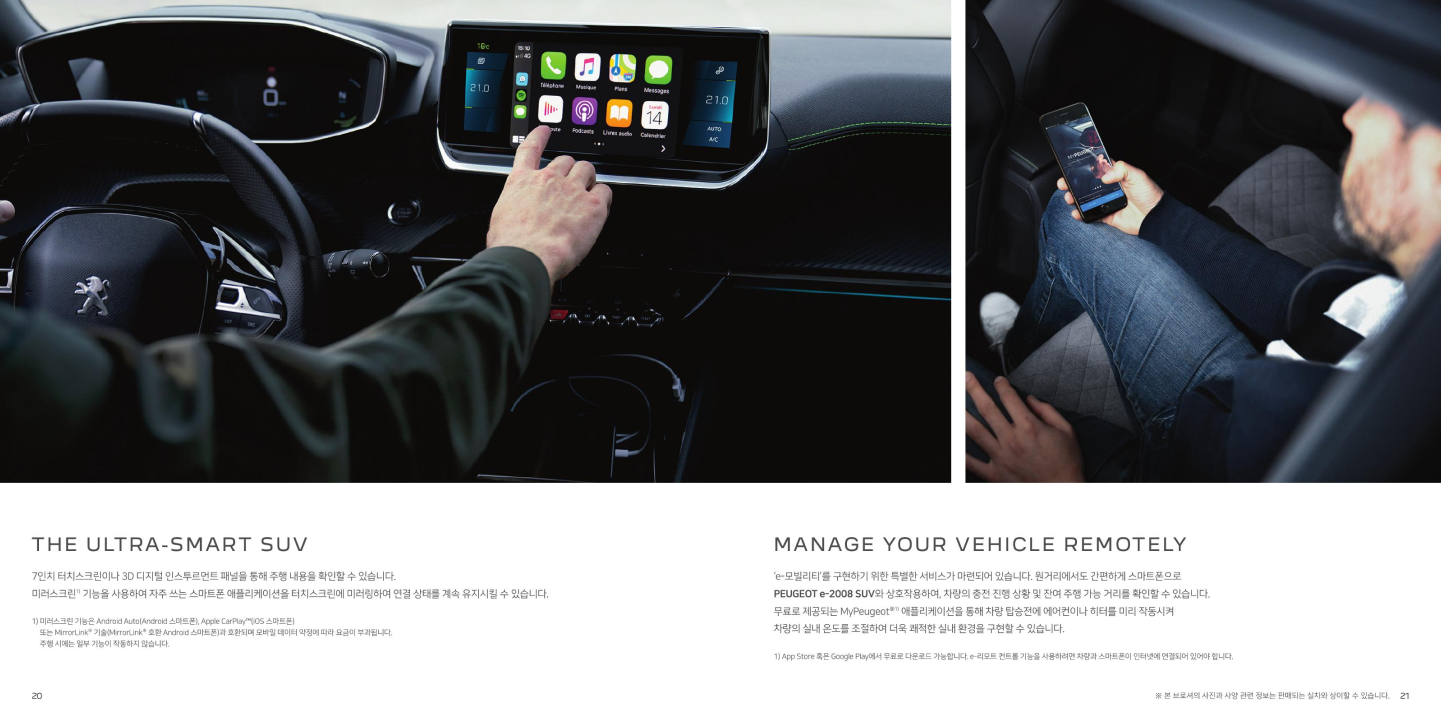 16°c
15:10
4G
21.0
Téléphone
Musique
Plans
Messages
Podcasts
Livres audio
Lundi
14
Calendrier
21.0
AUTO
A/C
0
N
MYPEUGEOT
THE ULTRA-SMART SUV
7인치 터치스크린이나 3D 디지털 인스투르먼트 패널을 통해 주행 내용을 확인할 수 있습니다.
미러스크린¹⁾ 기능을 사용하여 자주 쓰는 스마트폰 애플리케이션을 터치스크린에 미러링하여 연결 상태를 계속 유지시킬 수 있습니다.
1) 미러스크린 기능은 Android Auto(Android 스마트폰), Apple CarPlay™(iOS 스마트폰)
또는 MirrorLink® 기술(MirrorLink® 호환 Android 스마트폰)과 호환되며 모바일 데이터 약정에 따라 요금이 부과됩니다.
주행 시에는 일부 기능이 작동하지 않습니다.
20
MANAGE YOUR VEHICLE REMOTELY
‘e-모빌리티’를 구현하기 위한 특별한 서비스가 마련되어 있습니다. 원거리에서도 간편하게 스마트폰으로
PEUGEOT e-2008 SUV와 상호작용하여, 차량의 충전 진행 상황 및 잔여 주행 가능 거리를 확인할 수 있습니다.
무료로 제공되는 MyPeugeot®¹⁾ 애플리케이션을 통해 차량 탑승전에 에어컨이나 히터를 미리 작동시켜
차량의 실내 온도를 조절하여 더욱 쾌적한 실내 환경을 구현할 수 있습니다.
1) App Store 혹은 Google Play에서 무료로 다운로드 가능합니다. e-리모트 컨트롤 기능을 사용하려면 차량과 스마트폰이 인터넷에 연결되어 있어야 합니다.
※ 본 브로셔의 사진과 사양 관련 정보는 판매되는 실차와 상이할 수 있습니다.
21